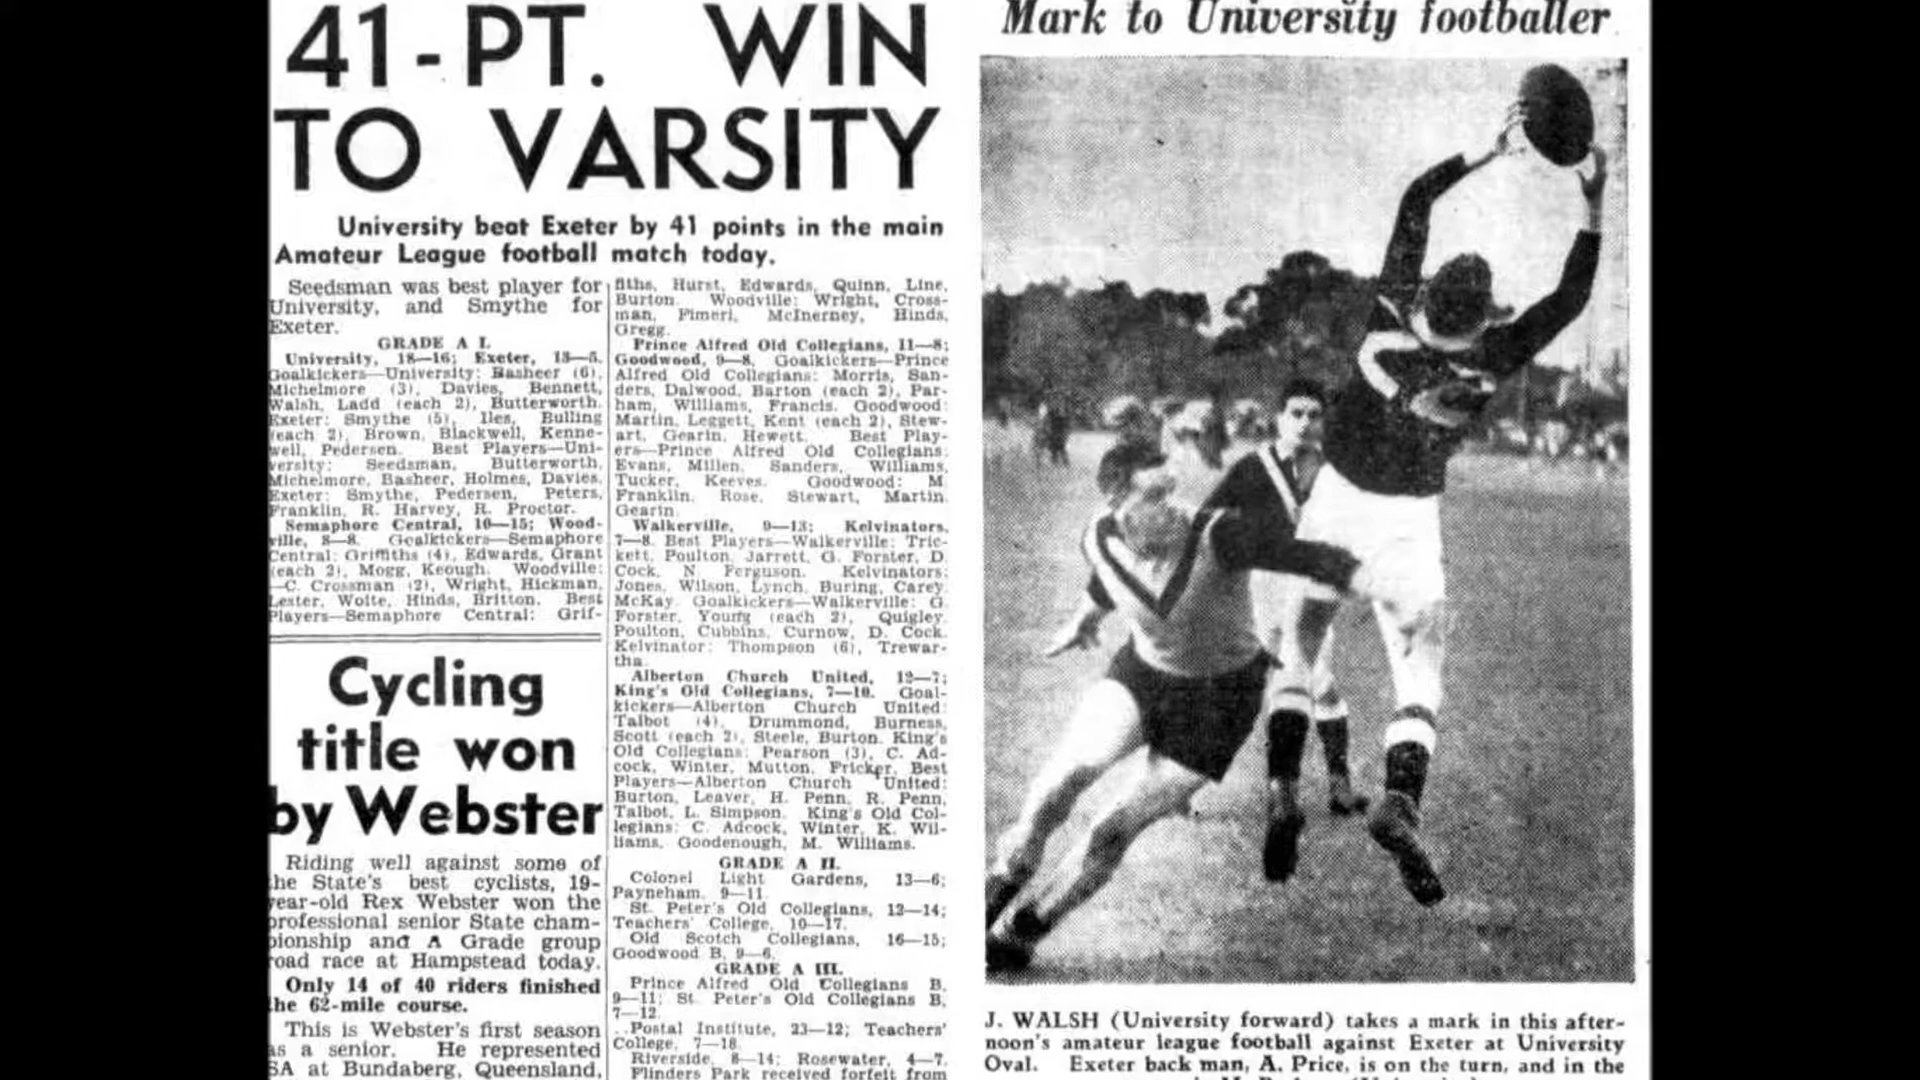 41-PT. WIN
TO VARSITY
University beat Exeter by 41 points in the main
Amateur League football match today.
Seedsman was best player for
University, and Smythe for
Exeter.
GRADE A I.
University, 18—16; Exeter, 13—5.
Goalkickers—University: Basheer (6),
Michelmore (3), Davies, Bennett,
Walsh, Ladd (each 2), Butterworth.
Exeter: Smythe (5), Iles, Bulling
(each 2), Brown, Blackwell, Kenne-
well, Pedersen. Best Players—Uni-
versity: Seedsman, Butterworth,
Michelmore, Basheer, Holmes, Davies.
Exeter: Smythe, Pedersen, Peters,
Franklin, R. Harvey, R. Proctor.
Semaphore Central, 10—15; Wood-
ville, 8—8. Goalkickers—Semaphore
Central: Griffiths (4), Edwards, Grant
(each 2), Mogg, Keough. Woodville:
—C. Crossman (2), Wright, Hickman,
Lester, Wolte, Hinds, Britton. Best
Players—Semaphore Central: Grif-
Cycling
title won
by Webster
Riding well against some of
the State's best cyclists, 19-
year-old Rex Webster won the
professional senior State cham-
pionship and A Grade group
road race at Hampstead today.
Only 14 of 40 riders finished
the 62-mile course.
This is Webster's first season
as a senior. He represented
SA at Bundaberg, Queensland,
fiths, Hurst, Edwards, Quinn, Line,
Burton. Woodville: Wright, Cross-
man, Pimeri, McInerney, Hinds,
Gregg.
Prince Alfred Old Collegians, 11—8;
Goodwood, 9—8. Goalkickers—Prince
Alfred Old Collegians: Morris, San-
ders, Dalwood, Barton (each 2), Par-
ham, Williams, Francis. Goodwood:
Martin, Leggett, Kent (each 2), Stew-
art, Gearin, Hewett. Best Play-
ers—Prince Alfred Old Collegians:
Evans, Millen, Sanders, Williams,
Tucker, Keeves. Goodwood: M.
Franklin, Rose, Stewart, Martin,
Gearin.
Walkerville, 9—13; Kelvinators,
7—8. Best Players—Walkerville: Tric-
kett, Poulton, Jarrett, G. Forster, D.
Cock, N. Ferguson. Kelvinators:
Jones, Wilson, Lynch, Buring, Carey,
McKay. Goalkickers—Walkerville: G.
Forster, Young (each 2), Quigley,
Poulton, Cubbins, Curnow, D. Cock.
Kelvinator: Thompson (6), Trewar-
tha.
Alberton Church United, 12—7;
King's Old Collegians, 7—10. Goal-
kickers—Alberton Church United:
Talbot (4), Drummond, Burness,
Scott (each 2), Steele, Burton. King's
Old Collegians: Pearson (3), C. Ad-
cock, Winter, Mutton, Fricker. Best
Players—Alberton Church United:
Burton, Leaver, H. Penn, R. Penn,
Talbot, L. Simpson. King's Old Col-
legians: C. Adcock, Winter, K. Wil-
liams, Goodenough, M. Williams.
GRADE A II.
Colonel Light Gardens, 13—6;
Payneham, 9—11.
St. Peter's Old Collegians, 12—14;
Teachers' College, 10—17.
Old Scotch Collegians, 16—15;
Goodwood B, 9—6.
GRADE A III.
Prince Alfred Old Collegians B,
9—11; St. Peter's Old Collegians B,
7—12.
Postal Institute, 23—12; Teachers'
College, 7—18.
Riverside, 8—14; Rosewater, 4—7.
Flinders Park received forfeit from
Mark to University footballer
J. WALSH (University forward) takes a mark in this after-
noon's amateur league football against Exeter at University
Oval. Exeter back man, A. Price, is on the turn, and in the